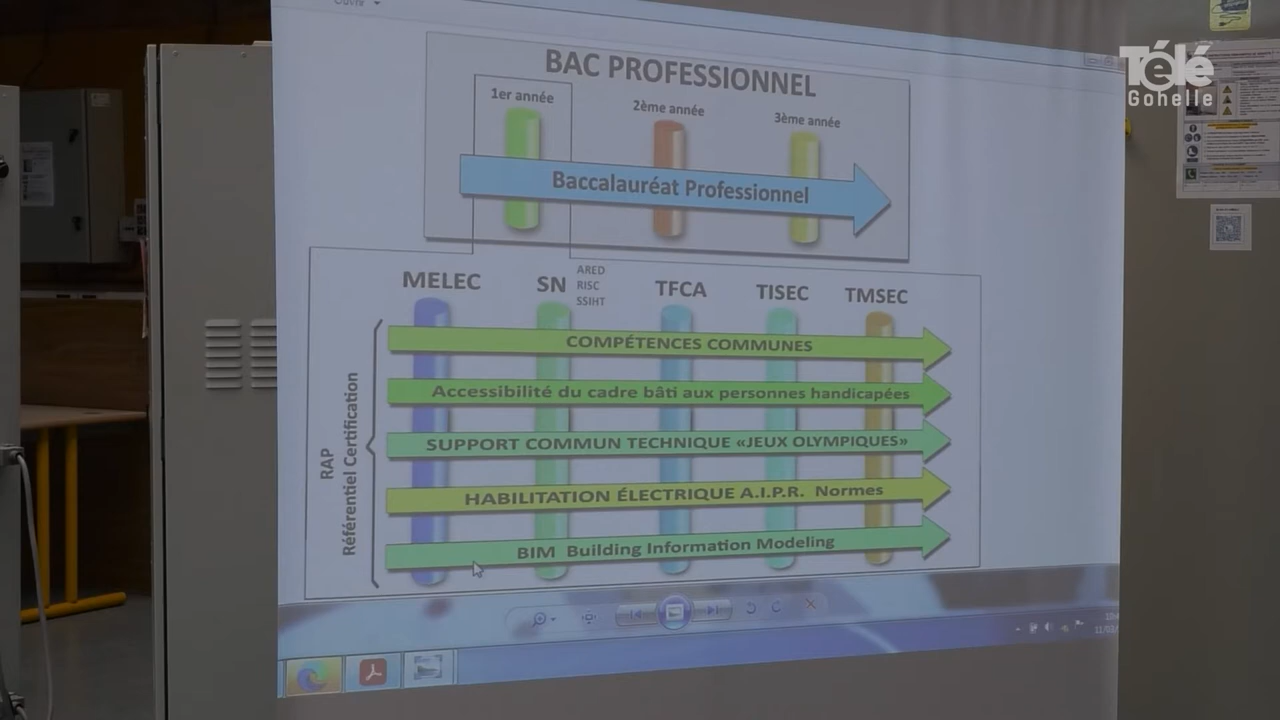 Ouvrir
Télé
Gohelle
BAC PROFESSIONNEL
1er année
2ème année
3ème année
Baccalauréat Professionnel
MELEC
SN
ARED
RISC
SSIHT
TFCA
TISEC
TMSEC
RAP
Référentiel Certification
COMPÉTENCES COMMUNES
Accessibilité du cadre bâti aux personnes handicapées
SUPPORT COMMUN TECHNIQUE «JEUX OLYMPIQUES»
HABILITATION ÉLECTRIQUE A.I.P.R. Normes
BIM Building Information Modeling